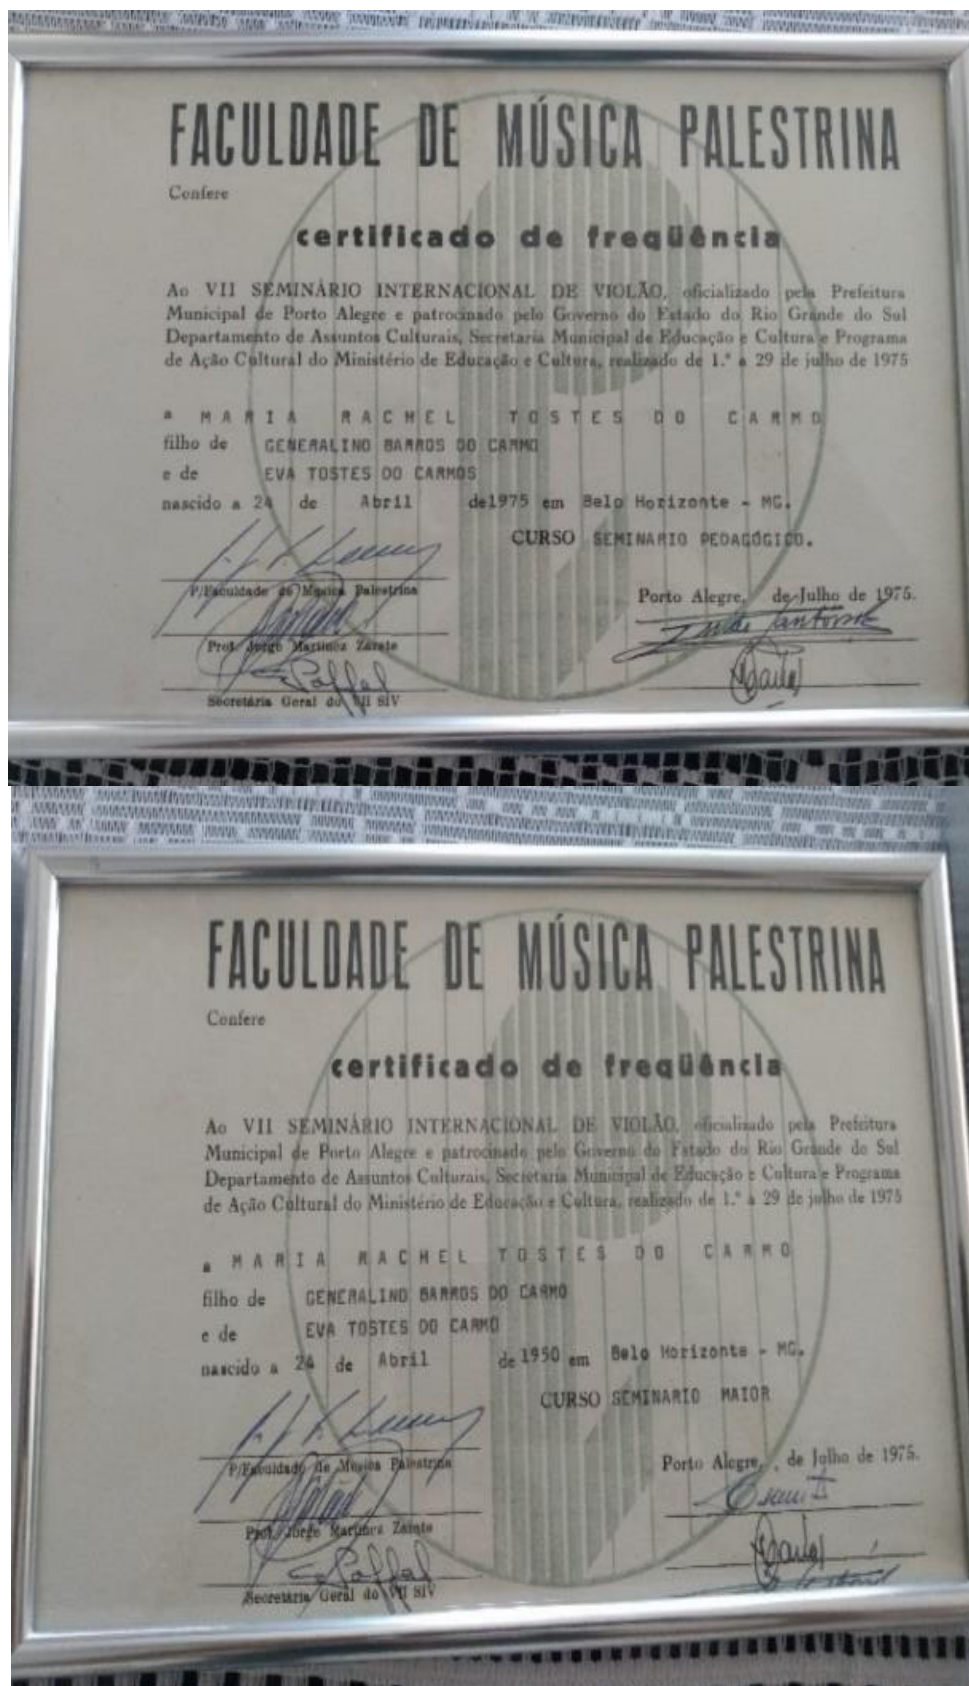 FACULDADE DE MÚSICA PALESTRINA
Confere
certificado de freqüência
Ao VII SEMINÁRIO INTERNACIONAL DE VIOLÃO, oficializado pela Prefeitura
Municipal de Porto Alegre e patrocinado pelo Governo do Estado do Rio Grande do Sul
Departamento de Assuntos Culturais, Secretaria Municipal de Educação e Cultura e Programa
de Ação Cultural do Ministério de Educação e Cultura, realizado de 1.º a 29 de julho de 1975
a MARIA RACHEL TOSTES DO CARMO
filho de GENERALINO BARROS DO CARMO
e de EVA TOSTES DO CARMOS
nascido a 24 de Abril de1975 em Belo Horizonte - MG.
CURSO SEMINARIO PEDAGÓGICO.
P/Faculdade de Música Palestrina
Porto Alegre, de Julho de 1975.
Prof. Jorge Martinez Zarate
Secretária Geral do VII SIV
FACULDADE DE MÚSICA PALESTRINA
Confere
certificado de freqüência
Ao VII SEMINÁRIO INTERNACIONAL DE VIOLÃO, oficializado pela Prefeitura
Municipal de Porto Alegre e patrocinado pelo Governo do Estado do Rio Grande do Sul
Departamento de Assuntos Culturais, Secretaria Municipal de Educação e Cultura e Programa
de Ação Cultural do Ministério de Educação e Cultura, realizado de 1.º a 29 de julho de 1975
a MARIA RACHEL TOSTES DO CARMO
filho de GENERALINO BARROS DO CARMO
e de EVA TOSTES DO CARMO
nascido a 24 de Abril de 1950 em Belo Horizonte - MG.
CURSO SEMINARIO MAIOR
P/Faculdade de Música Palestrina
Porto Alegre, , de Julho de 1975.
Prof. Jorge Martinez Zarate
Secretária Geral do VII SIV